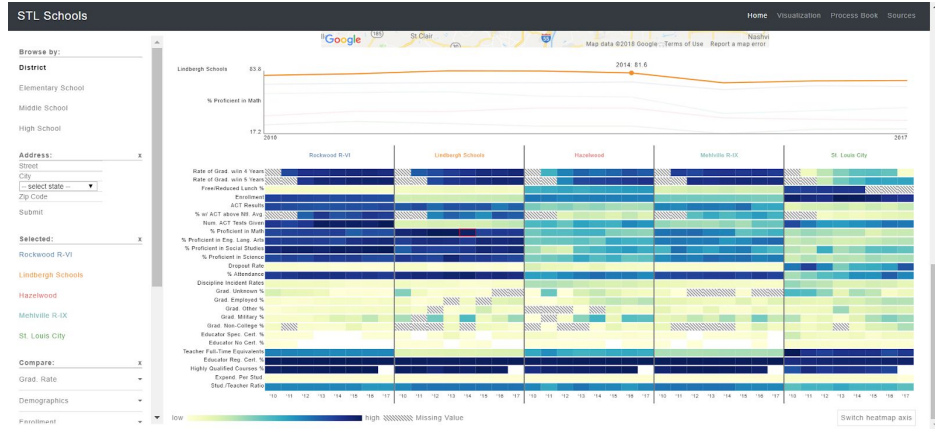 STL Schools
Home Visualization Process Book Sources
Browse by:
District
Elementary School
Middle School
High School
Address: x
Street
City
-- select state --
Zip Code
Submit
Selected: x
Rockwood R-VI
Lindbergh Schools
Hazelwood
Mehlville R-IX
St. Louis City
Compare: x
Grad. Rate
Demographics
Enrollment
Google
St Clair
Map data ©2018 Google Terms of Use Report a map error
Lindbergh Schools 83.8
2014: 81.6
% Proficient in Math
17.2
2010 2017
Rockwood R-VI Lindbergh Schools Hazelwood Mehlville R-IX St. Louis City
Rate of Grad. w/in 4 Years
Rate of Grad. w/in 5 Years
Free/Reduced Lunch %
Enrollment
ACT Results
% w/ ACT above Ntl. Avg.
Num. ACT Tests Given
% Proficient in Math
% Proficient in Eng. Lang. Arts
% Proficient in Social Studies
% Proficient in Science
Dropout Rate
% Attendance
Discipline Incident Rates
Grad. Unknown %
Grad. Employed %
Grad. Other %
Grad. Military %
Grad. Non-College %
Educator Spec. Cert. %
Educator No Cert. %
Teacher Full-Time Equivalents
Educator Reg. Cert. %
Highly Qualified Courses %
Expend. Per Stud.
Stud./Teacher Ratio
'10 '11 '12 '13 '14 '15 '16 '17 '10 '11 '12 '13 '14 '15 '16 '17 '10 '11 '12 '13 '14 '15 '16 '17 '10 '11 '12 '13 '14 '15 '16 '17 '10 '11 '12 '13 '14 '15 '16 '17
low high Missing Value
Switch heatmap axis